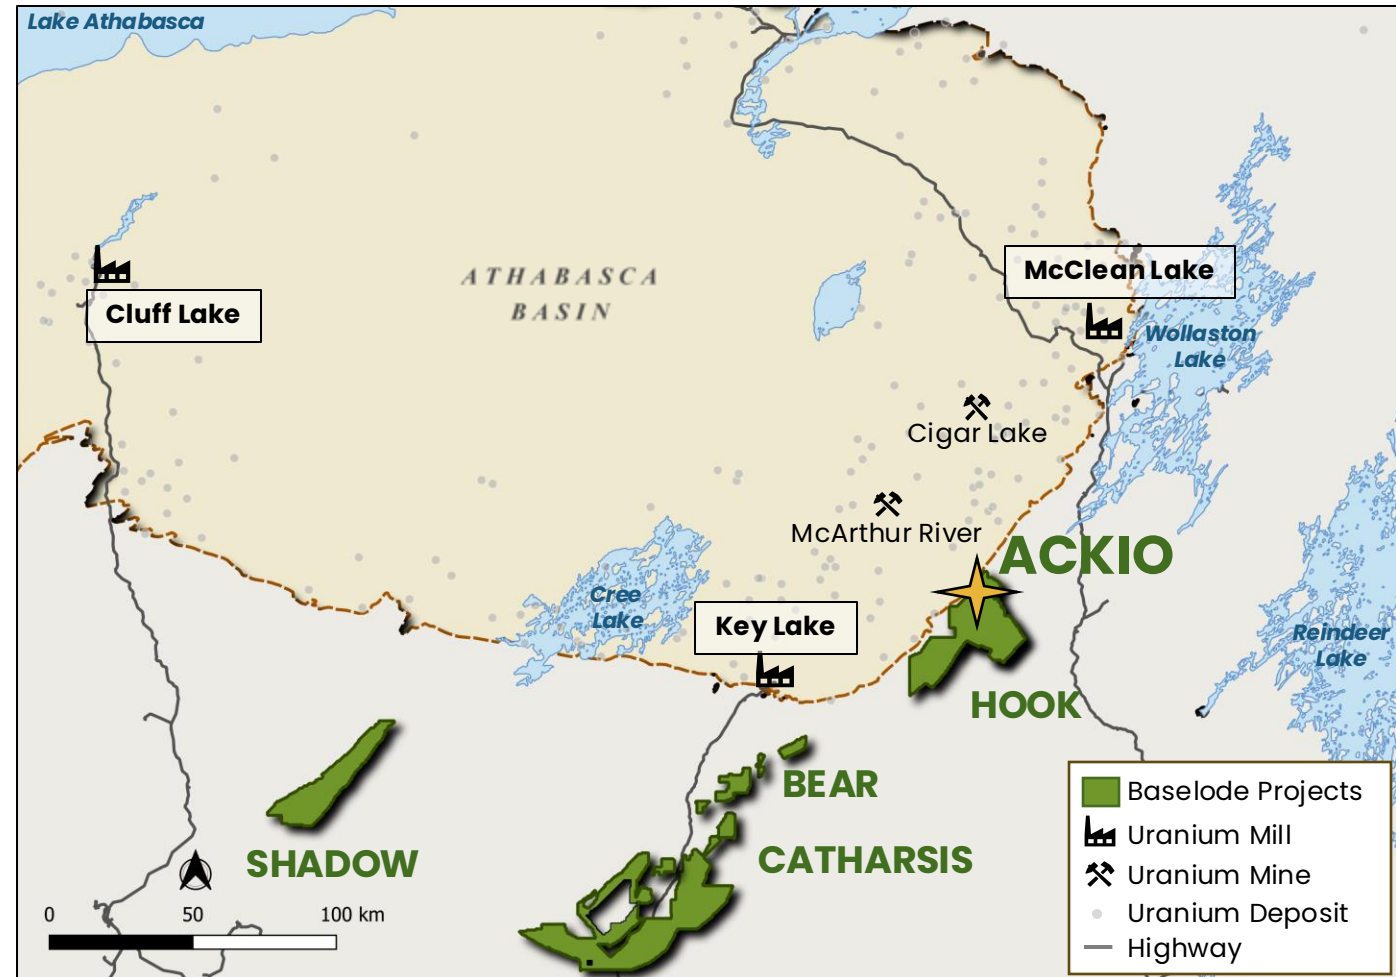 Lake Athabasca
ATHABASCA
BASIN
McClean Lake
Cluff Lake
Wollaston
Lake
Cigar Lake
McArthur River
ACKIO
Cree
Lake
Key Lake
Reindeer
Lake
HOOK
BEAR
SHADOW
CATHARSIS
0 50 100 km
Baselode Projects
Uranium Mill
Uranium Mine
Uranium Deposit
Highway